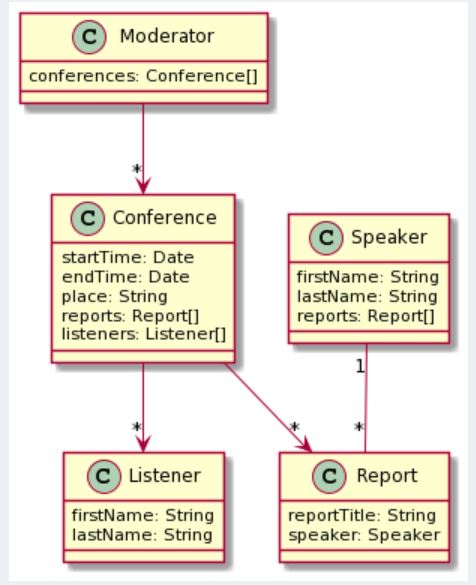 C Moderator
conferences: Conference[]
*
C Conference
startTime: Date
endTime: Date
place: String
reports: Report[]
listeners: Listener[]
C Speaker
firstName: String
lastName: String
reports: Report[]
1
*
*
*
C Listener
firstName: String
lastName: String
C Report
reportTitle: String
speaker: Speaker